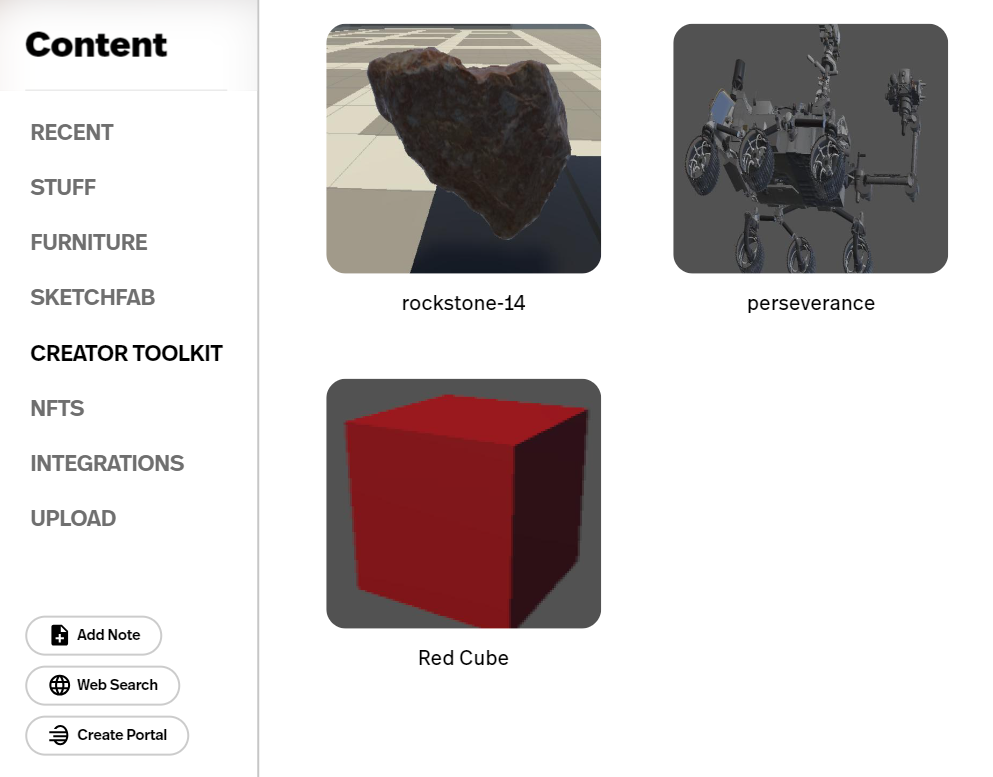 Content
RECENT
STUFF
FURNITURE
SKETCHFAB
CREATOR TOOLKIT
NFTS
INTEGRATIONS
UPLOAD
Add Note
Web Search
Create Portal
rockstone-14
perseverance
Red Cube